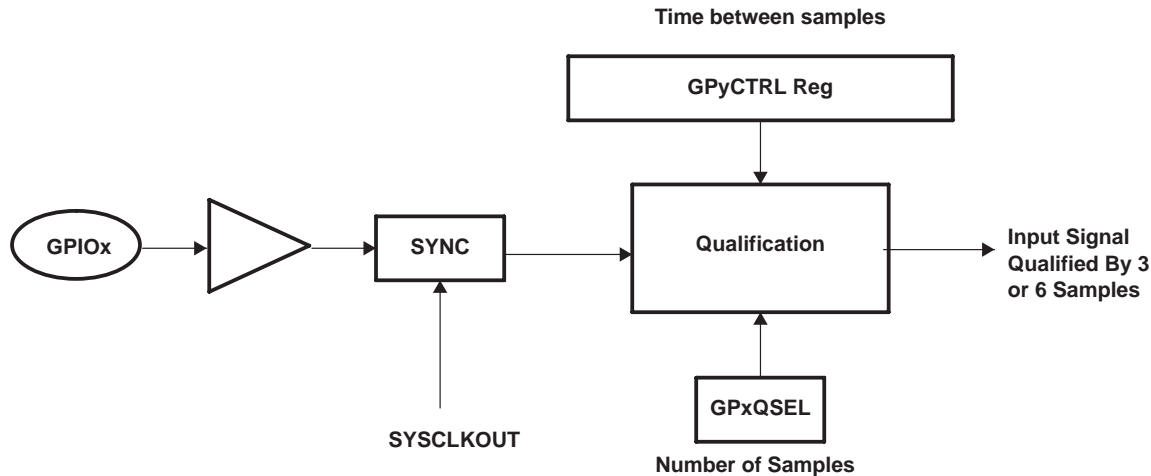 Time between samples
GPyCTRL Reg
GPIOx
SYNC
Qualification
Input Signal
Qualified By 3
or 6 Samples
GPxQSEL
SYSCLKOUT
Number of Samples